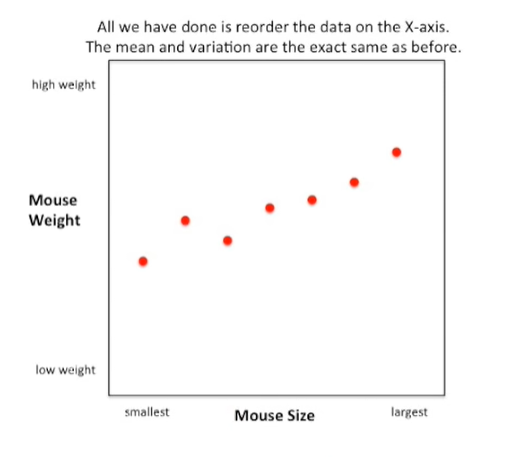 All we have done is reorder the data on the X-axis.
The mean and variation are the exact same as before.
high weight
Mouse
Weight
low weight
smallest
Mouse Size
largest